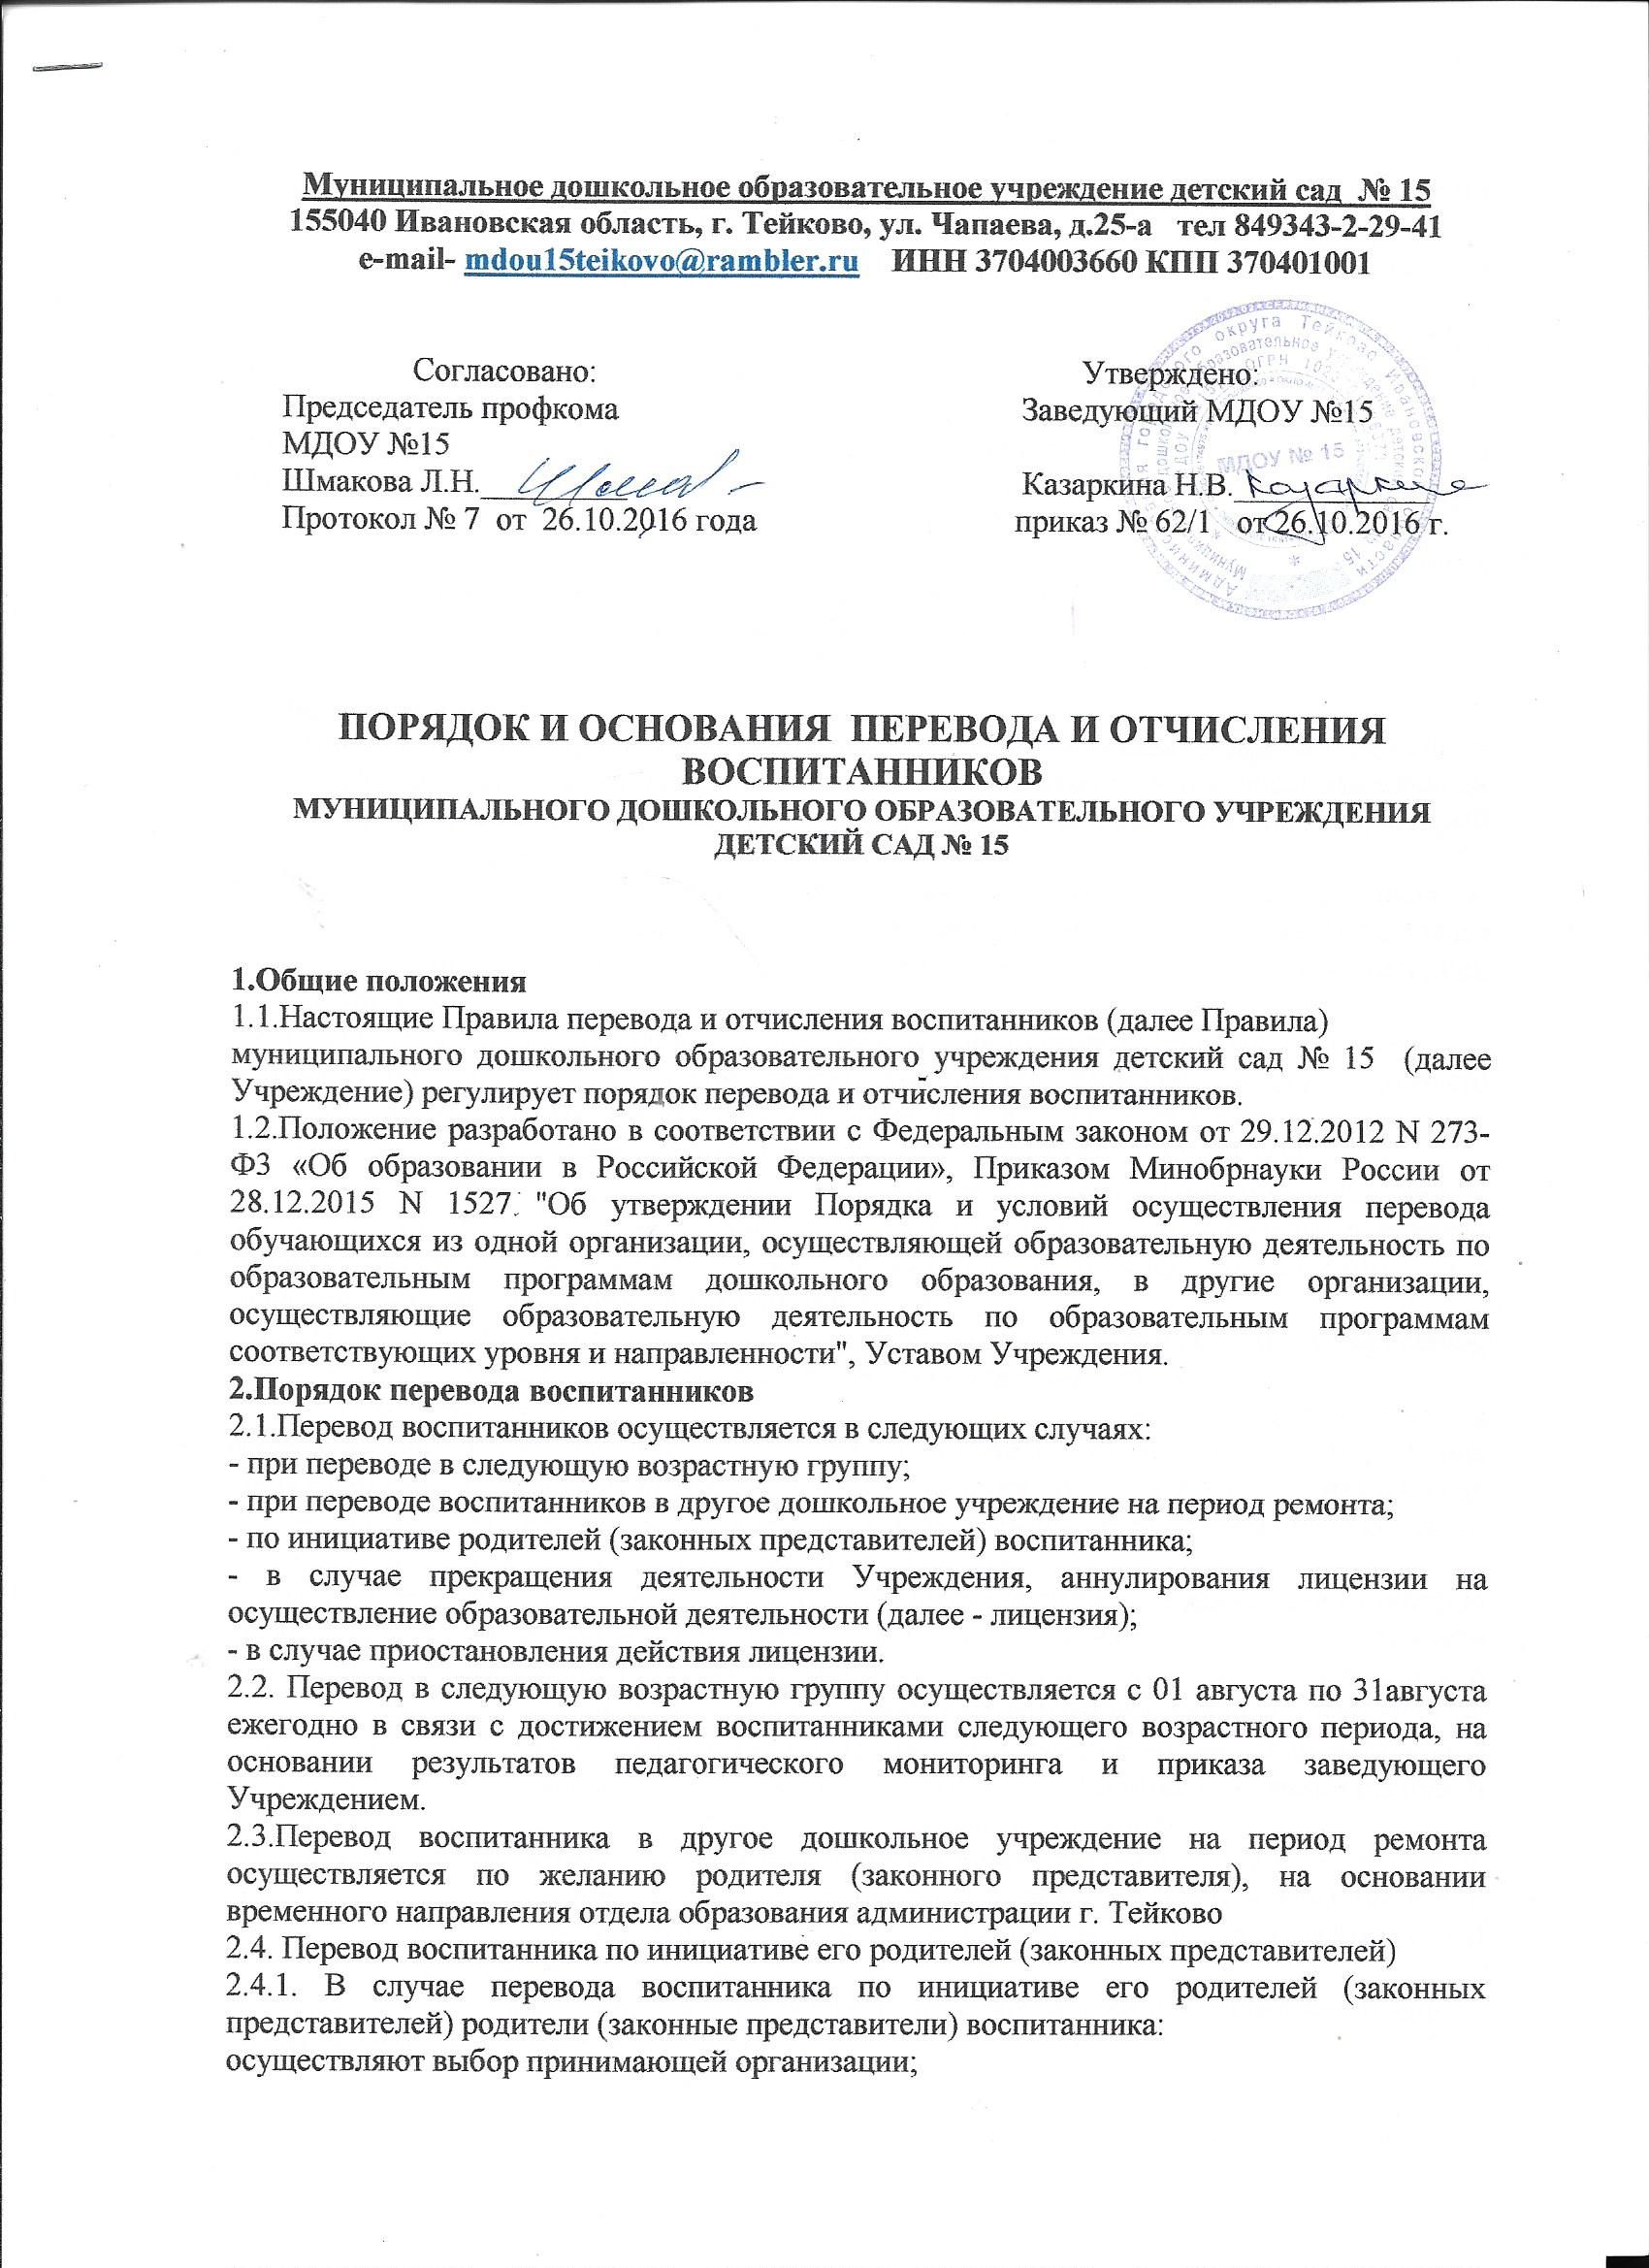 Муниципальное дошкольное образовательное учреждение детский сад № 15
155040 Ивановская область, г. Тейково, ул. Чапаева, д.25-а тел 849343-2-29-41
e-mail- mdou15teikovo@rambler.ru ИНН 3704003660 КПП 370401001
Согласовано: Утверждено:
Председатель профкома Заведующий МДОУ №15
МДОУ №15
Шмакова Л.Н. Казаркина Н.В.
Протокол № 7 от 26.10.2016 года приказ № 62/1 от 26.10.2016 г.
МДОУ № 15
ПОРЯДОК И ОСНОВАНИЯ ПЕРЕВОДА И ОТЧИСЛЕНИЯ
ВОСПИТАННИКОВ
МУНИЦИПАЛЬНОГО ДОШКОЛЬНОГО ОБРАЗОВАТЕЛЬНОГО УЧРЕЖДЕНИЯ
ДЕТСКИЙ САД № 15
1.Общие положения
1.1.Настоящие Правила перевода и отчисления воспитанников (далее Правила)
муниципального дошкольного образовательного учреждения детский сад № 15 (далее
Учреждение) регулирует порядок перевода и отчисления воспитанников.
1.2.Положение разработано в соответствии с Федеральным законом от 29.12.2012 N 273-
ФЗ «Об образовании в Российской Федерации», Приказом Минобрнауки России от
28.12.2015 N 1527 "Об утверждении Порядка и условий осуществления перевода
обучающихся из одной организации, осуществляющей образовательную деятельность по
образовательным программам дошкольного образования, в другие организации,
осуществляющие образовательную деятельность по образовательным программам
соответствующих уровня и направленности", Уставом Учреждения.
2.Порядок перевода воспитанников
2.1.Перевод воспитанников осуществляется в следующих случаях:
- при переводе в следующую возрастную группу;
- при переводе воспитанников в другое дошкольное учреждение на период ремонта;
- по инициативе родителей (законных представителей) воспитанника;
- в случае прекращения деятельности Учреждения, аннулирования лицензии на
осуществление образовательной деятельности (далее - лицензия);
- в случае приостановления действия лицензии.
2.2. Перевод в следующую возрастную группу осуществляется с 01 августа по 31августа
ежегодно в связи с достижением воспитанниками следующего возрастного периода, на
основании результатов педагогического мониторинга и приказа заведующего
Учреждением.
2.3.Перевод воспитанника в другое дошкольное учреждение на период ремонта
осуществляется по желанию родителя (законного представителя), на основании
временного направления отдела образования администрации г. Тейково
2.4. Перевод воспитанника по инициативе его родителей (законных представителей)
2.4.1. В случае перевода воспитанника по инициативе его родителей (законных
представителей) родители (законные представители) воспитанника:
осуществляют выбор принимающей организации;